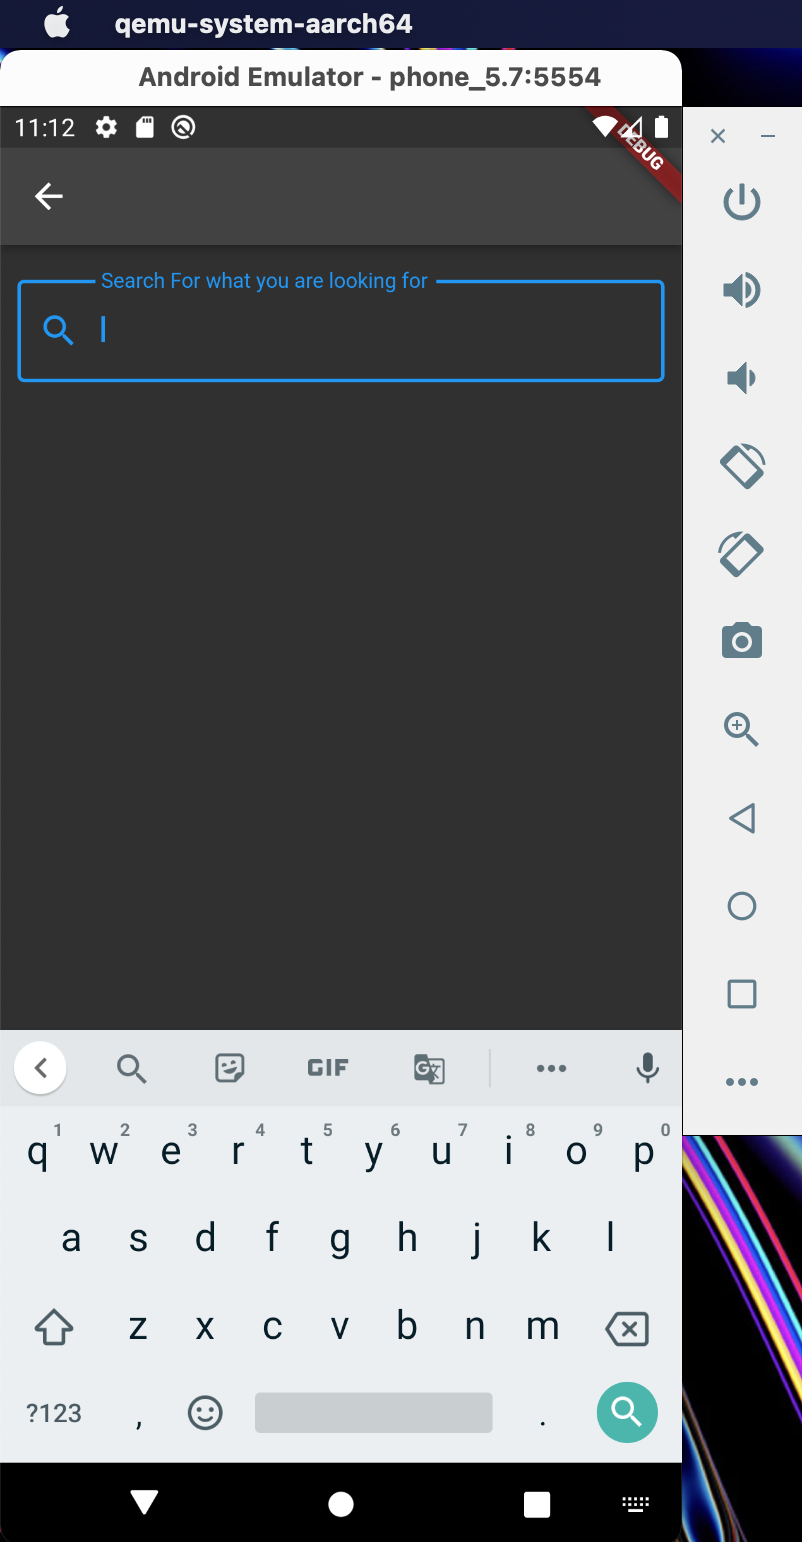 qemu-system-aarch64
Android Emulator - phone_5.7:5554
11:12
DEBUG
Search For what you are looking for
GIF
G
1 2 3 4 5 6 7 8 9 0
q w e r t y u i o p
a s d f g h j k l
z x c v b n m
?123 , .